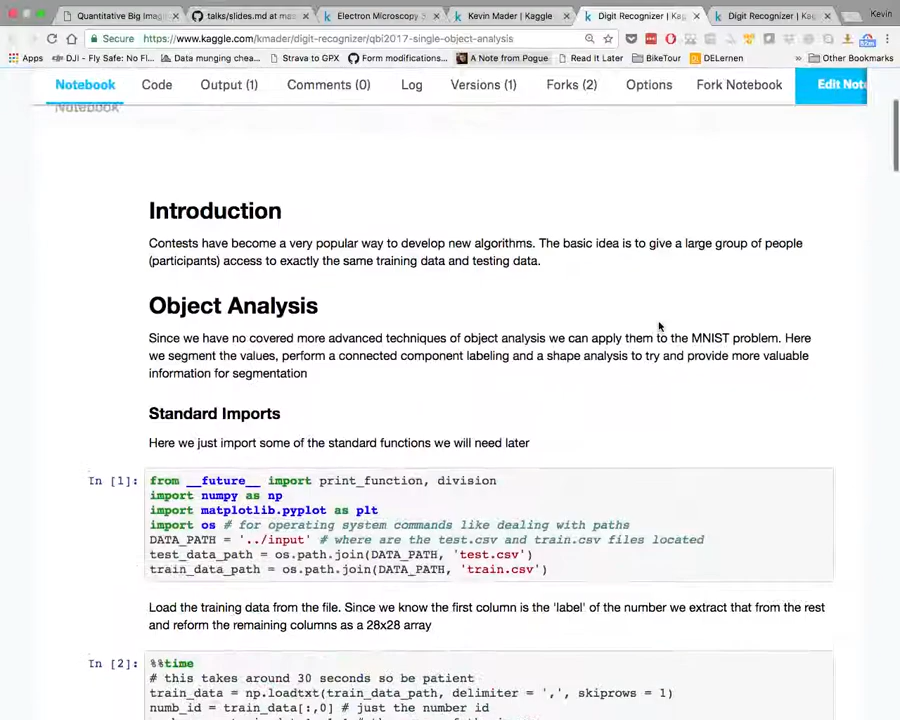 Quantitative Big Imag
talks/slides.md at mas
Electron Microscopy S
Kevin Mader | Kaggle
Digit Recognizer | Kag
Digit Recognizer | Kag
Kevin
Secure
https://www.kaggle.com/kmader/digit-recognizer/qbi2017-single-object-analysis
Apps
DJI - Fly Safe: No Fl...
Data munging chea...
Strava to GPX
Form modifications...
A Note from Pogue
Read It Later
BikeTour
DELernen
»
Other Bookmarks
Notebook
Code
Output (1)
Comments (0)
Log
Versions (1)
Forks (2)
Options
Fork Notebook
Edit Note
Notebook
Introduction
Contests have become a very popular way to develop new algorithms. The basic idea is to give a large group of people
(participants) access to exactly the same training data and testing data.
Object Analysis
Since we have no covered more advanced techniques of object analysis we can apply them to the MNIST problem. Here
we segment the values, perform a connected component labeling and a shape analysis to try and provide more valuable
information for segmentation
Standard Imports
Here we just import some of the standard functions we will need later
In [1]:
from __future__ import print_function, division
import numpy as np
import matplotlib.pyplot as plt
import os # for operating system commands like dealing with paths
DATA_PATH = '../input' # where are the test.csv and train.csv files located
test_data_path = os.path.join(DATA_PATH, 'test.csv')
train_data_path = os.path.join(DATA_PATH, 'train.csv')
Load the training data from the file. Since we know the first column is the 'label' of the number we extract that from the rest
and reform the remaining columns as a 28x28 array
In [2]:
%%time
# this takes around 30 seconds so be patient
train_data = np.loadtxt(train_data_path, delimiter = ',', skiprows = 1)
numb_id = train_data[:,0] # just the number id